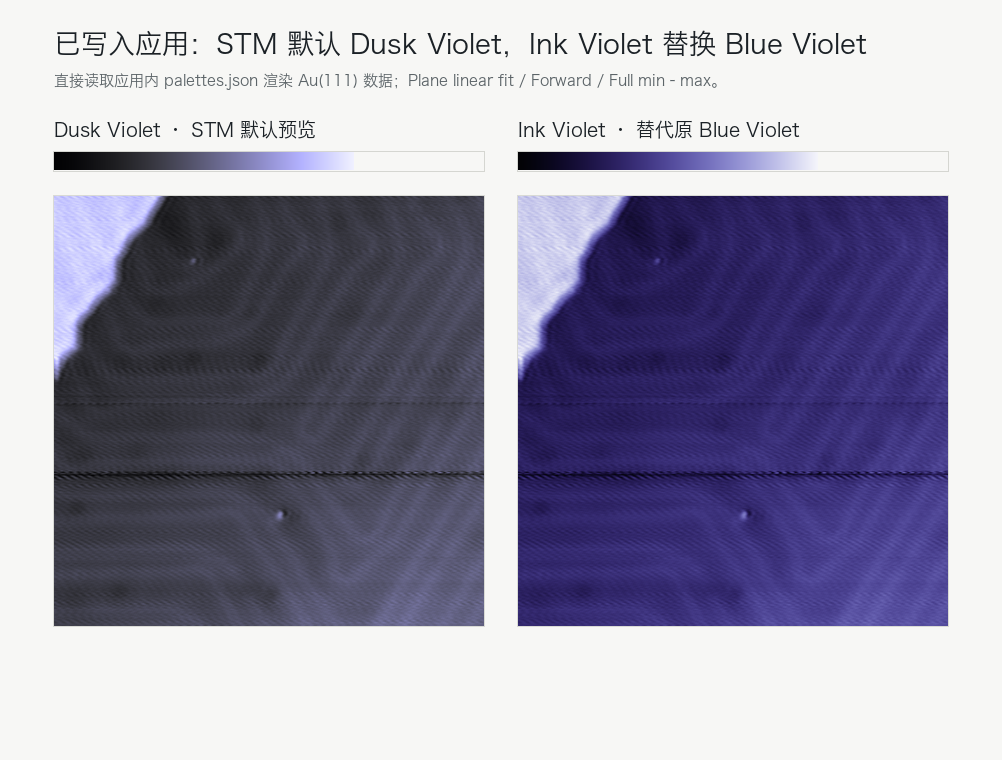 已写入应用：STM 默认 Dusk Violet，Ink Violet 替换 Blue Violet
直接读取应用内 palettes.json 渲染 Au(111) 数据；Plane linear fit / Forward / Full min - max。
Dusk Violet · STM 默认预览
Ink Violet · 替代原 Blue Violet